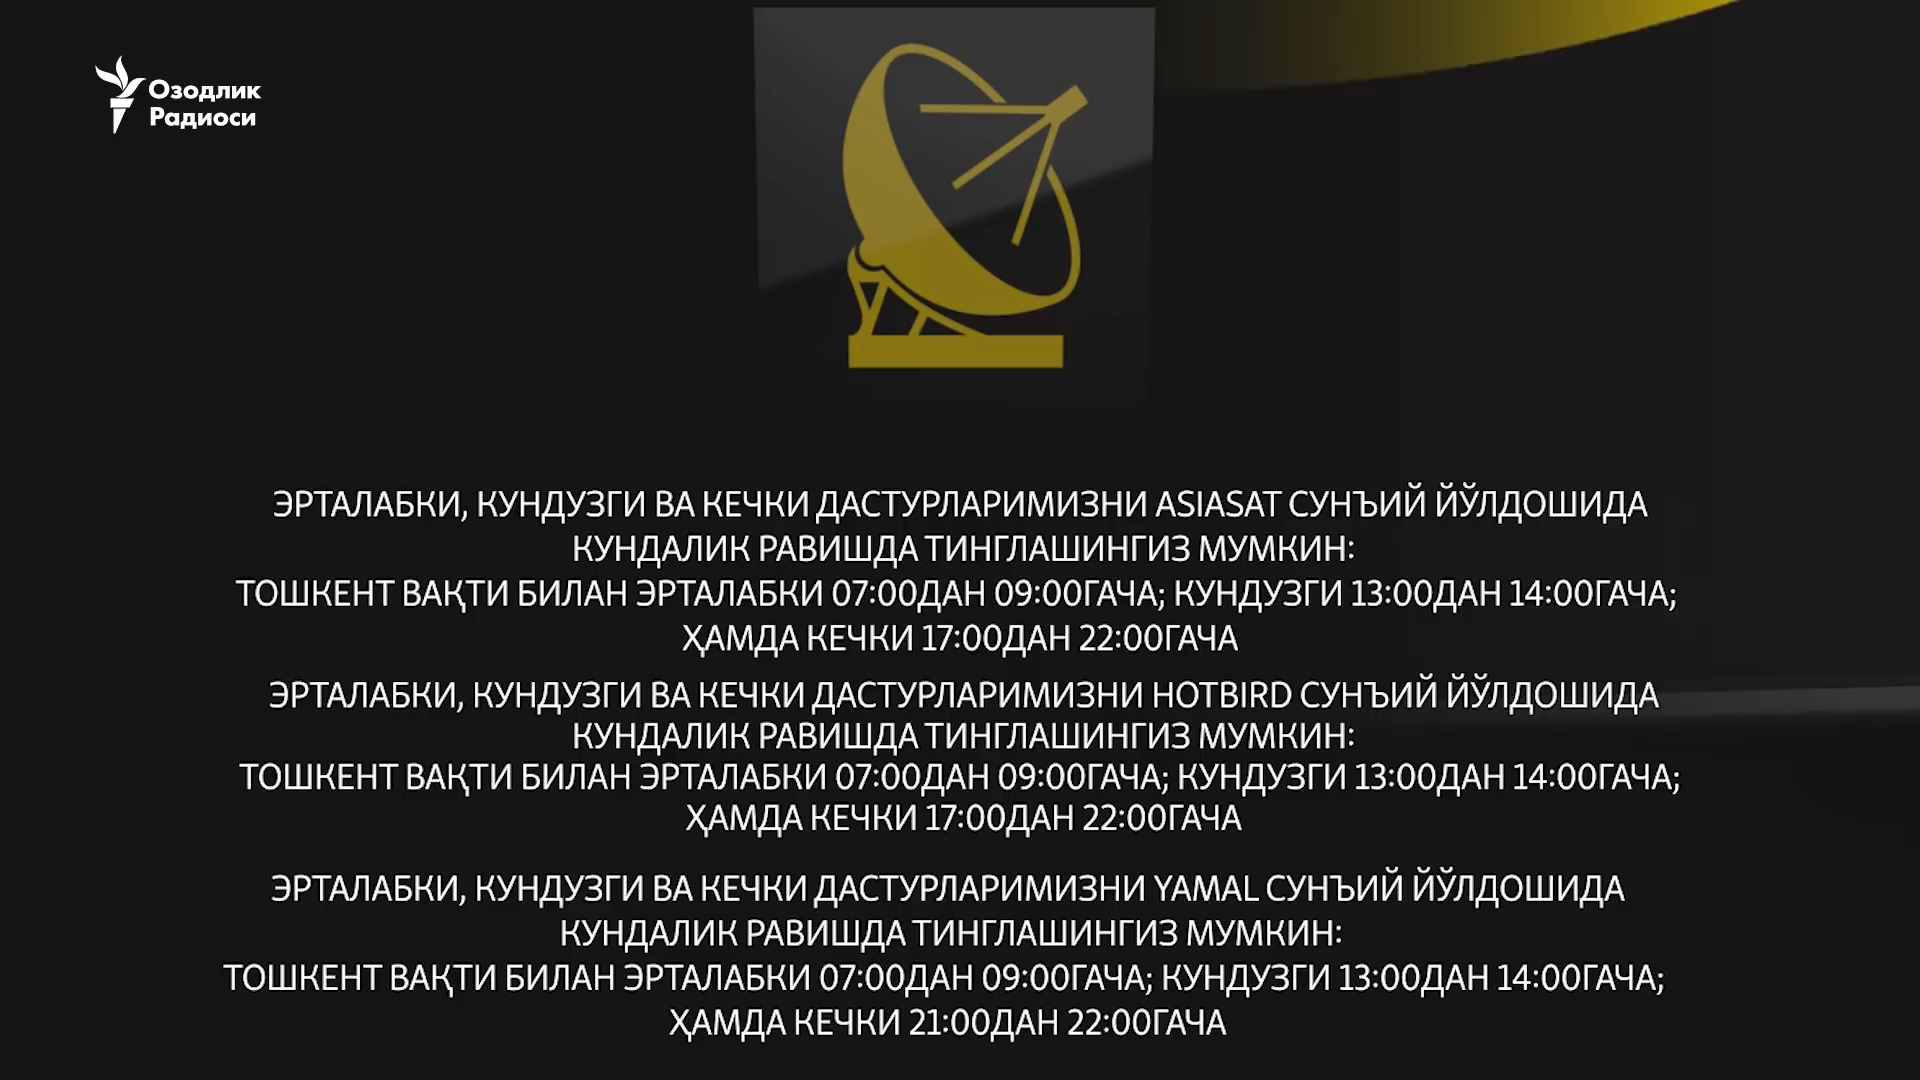 Озодлик
Радиоси
ЭРТАЛАБКИ, КУНДУЗГИ ВА КЕЧКИ ДАСТУРЛАРИМИЗНИ ASIASAT СУНЪИЙ ЙЎЛДОШИДА
КУНДАЛИК РАВИШДА ТИНГЛАШИНГИЗ МУМКИН:
ТОШКЕНТ ВАҚТИ БИЛАН ЭРТАЛАБКИ 07:00ДАН 09:00ГАЧА; КУНДУЗГИ 13:00ДАН 14:00ГАЧА;
ҲАМДА КЕЧКИ 17:00ДАН 22:00ГАЧА
ЭРТАЛАБКИ, КУНДУЗГИ ВА КЕЧКИ ДАСТУРЛАРИМИЗНИ HOTBIRD СУНЪИЙ ЙЎЛДОШИДА
КУНДАЛИК РАВИШДА ТИНГЛАШИНГИЗ МУМКИН:
ТОШКЕНТ ВАҚТИ БИЛАН ЭРТАЛАБКИ 07:00ДАН 09:00ГАЧА; КУНДУЗГИ 13:00ДАН 14:00ГАЧА;
ҲАМДА КЕЧКИ 17:00ДАН 22:00ГАЧА
ЭРТАЛАБКИ, КУНДУЗГИ ВА КЕЧКИ ДАСТУРЛАРИМИЗНИ YAMAL СУНЪИЙ ЙЎЛДОШИДА
КУНДАЛИК РАВИШДА ТИНГЛАШИНГИЗ МУМКИН:
ТОШКЕНТ ВАҚТИ БИЛАН ЭРТАЛАБКИ 07:00ДАН 09:00ГАЧА; КУНДУЗГИ 13:00ДАН 14:00ГАЧА;
ҲАМДА КЕЧКИ 21:00ДАН 22:00ГАЧА